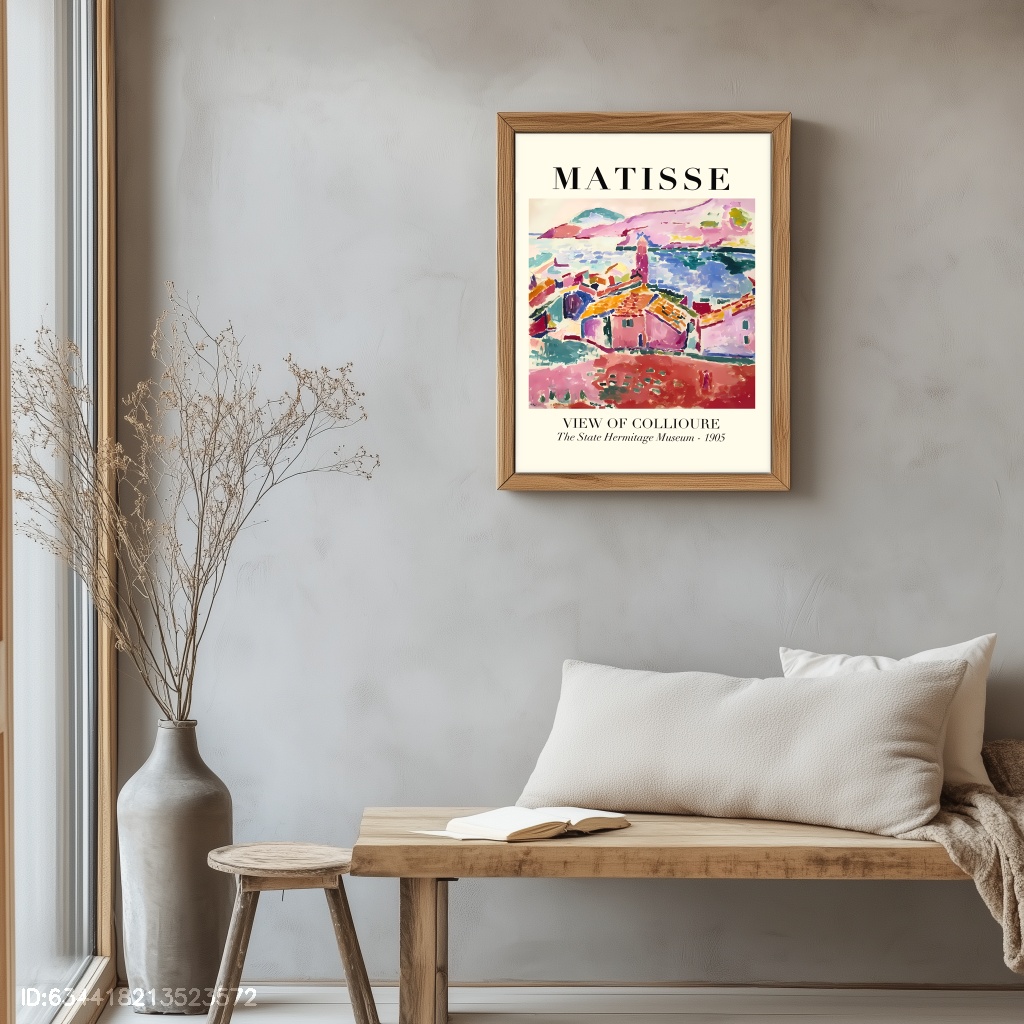 MATISSE
VIEW OF COLLIOURE
The State Hermitage Museum - 1905
ID:634418213523572